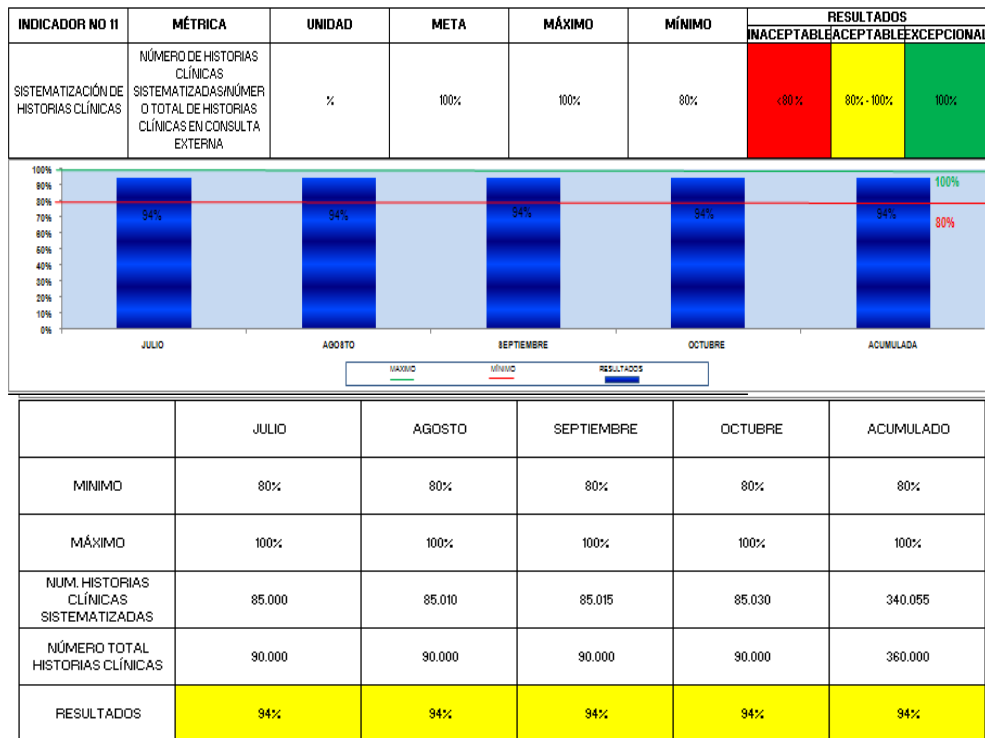 INDICADOR NO 11 MÉTRICA UNIDAD META MÁXIMO MÍNIMO RESULTADOS
INACEPTABLE ACEPTABLE EXCEPCIONAL
SISTEMATIZACIÓN DE
HISTORIAS CLÍNICAS
NÚMERO DE HISTORIAS
CLÍNICAS
SISTEMATIZADAS/NÚMER
O TOTAL DE HISTORIAS
CLÍNICAS EN CONSULTA
EXTERNA
% 100% 100% 80% <80% 80% - 100% 100%
100%
90%
80%
70%
60%
50%
40%
30%
20%
10%
0%
94% 94% 94% 94% 94%
100%
80%
JULIO AGOSTO SEPTIEMBRE OCTUBRE ACUMULADA
MAXIMO MÍNIMO RESULTADOS
JULIO AGOSTO SEPTIEMBRE OCTUBRE ACUMULADO
MINIMO 80% 80% 80% 80% 80%
MÁXIMO 100% 100% 100% 100% 100%
NUM. HISTORIAS
CLÍNICAS
SISTEMATIZADAS
85.000 85.010 85.015 85.030 340.055
NÚMERO TOTAL
HISTORIAS CLÍNICAS
90.000 90.000 90.000 90.000 360.000
RESULTADOS 94% 94% 94% 94% 94%